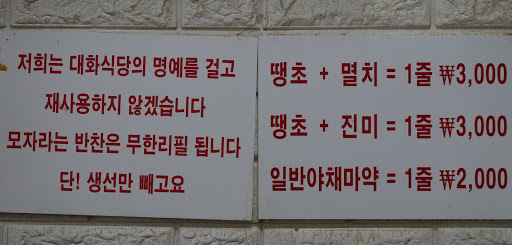 저희는 대화식당의 명예를 걸고
재사용하지 않겠습니다
모자라는 반찬은 무한리필 됩니다
단! 생선만 빼고요
땡초 + 멸치 = 1줄 ₩3,000
땡초 + 진미 = 1줄 ₩3,000
일반야채마약 = 1줄 ₩2,000